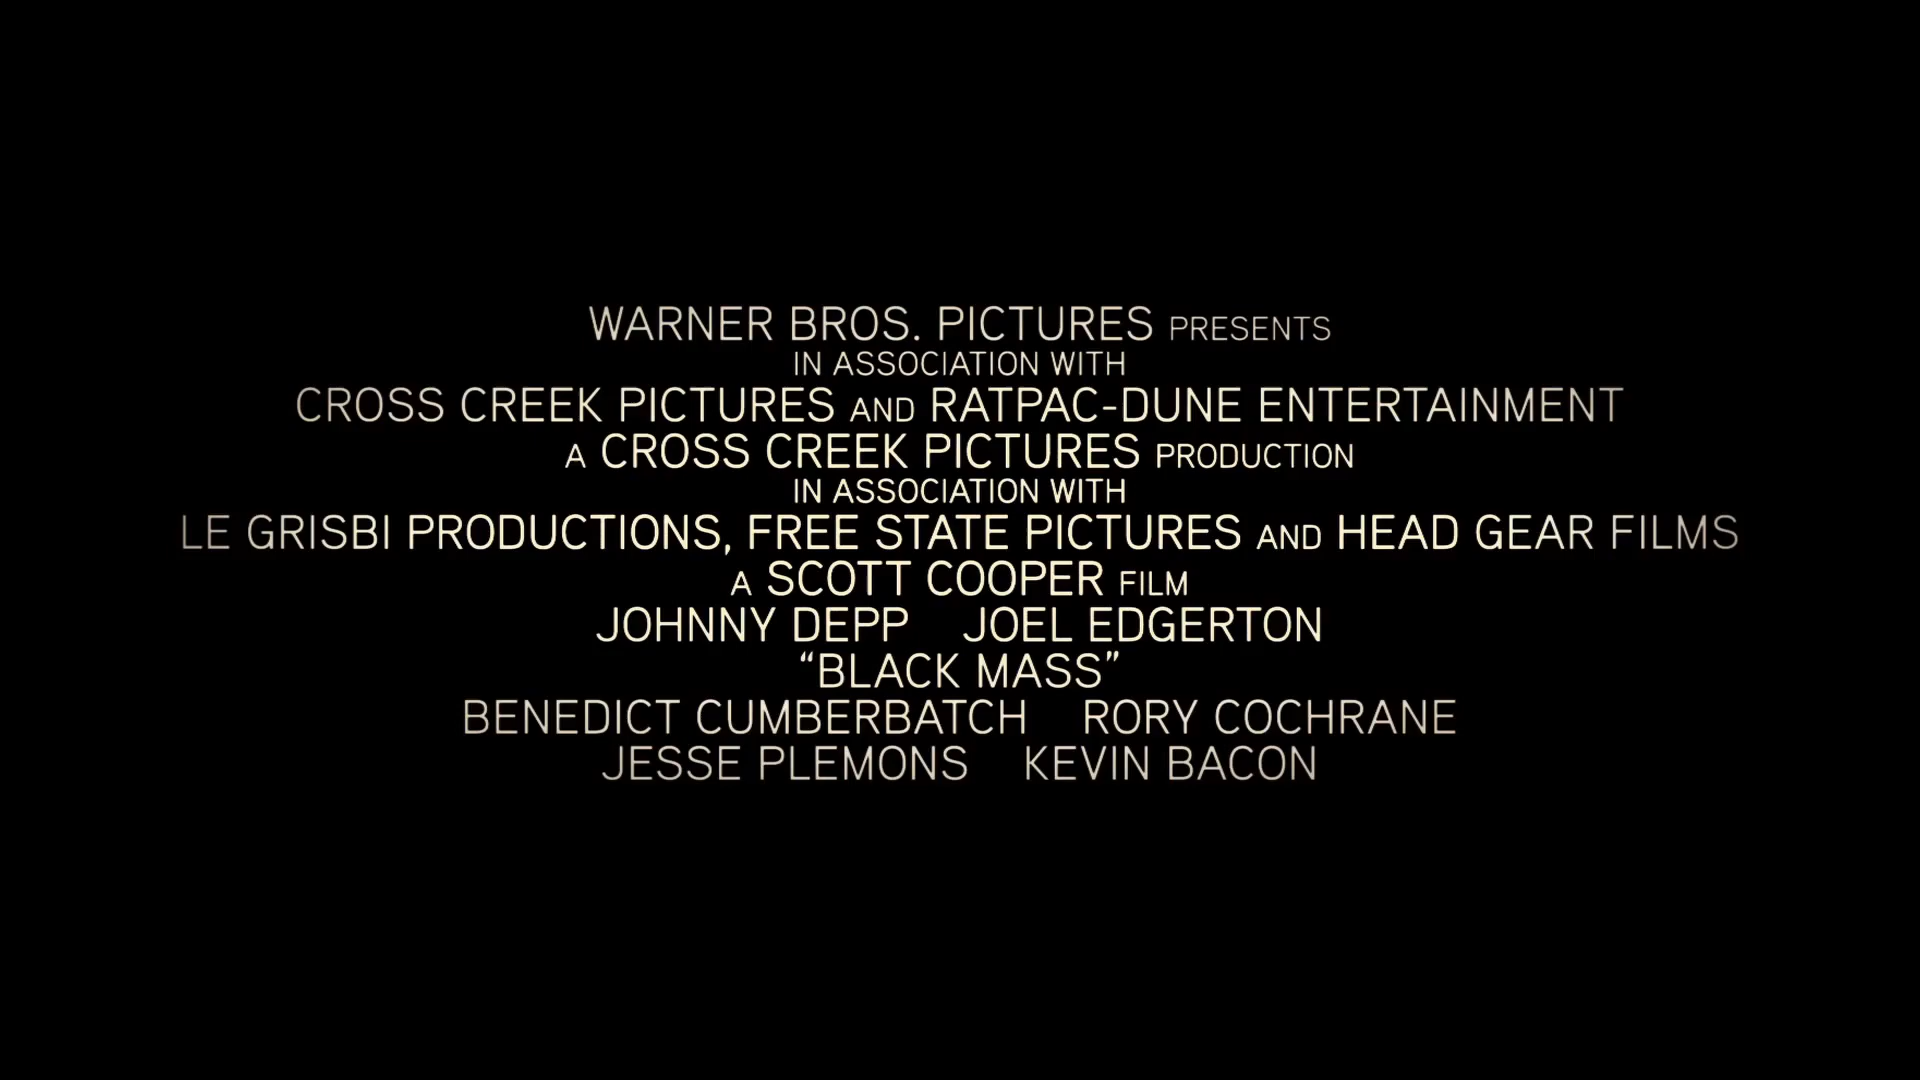 WARNER BROS. PICTURES PRESENTS
IN ASSOCIATION WITH
CROSS CREEK PICTURES AND RATPAC-DUNE ENTERTAINMENT
A CROSS CREEK PICTURES PRODUCTION
IN ASSOCIATION WITH
LE GRISBI PRODUCTIONS, FREE STATE PICTURES AND HEAD GEAR FILMS
A SCOTT COOPER FILM
JOHNNY DEPP JOEL EDGERTON
“BLACK MASS”
BENEDICT CUMBERBATCH RORY COCHRANE
JESSE PLEMONS KEVIN BACON